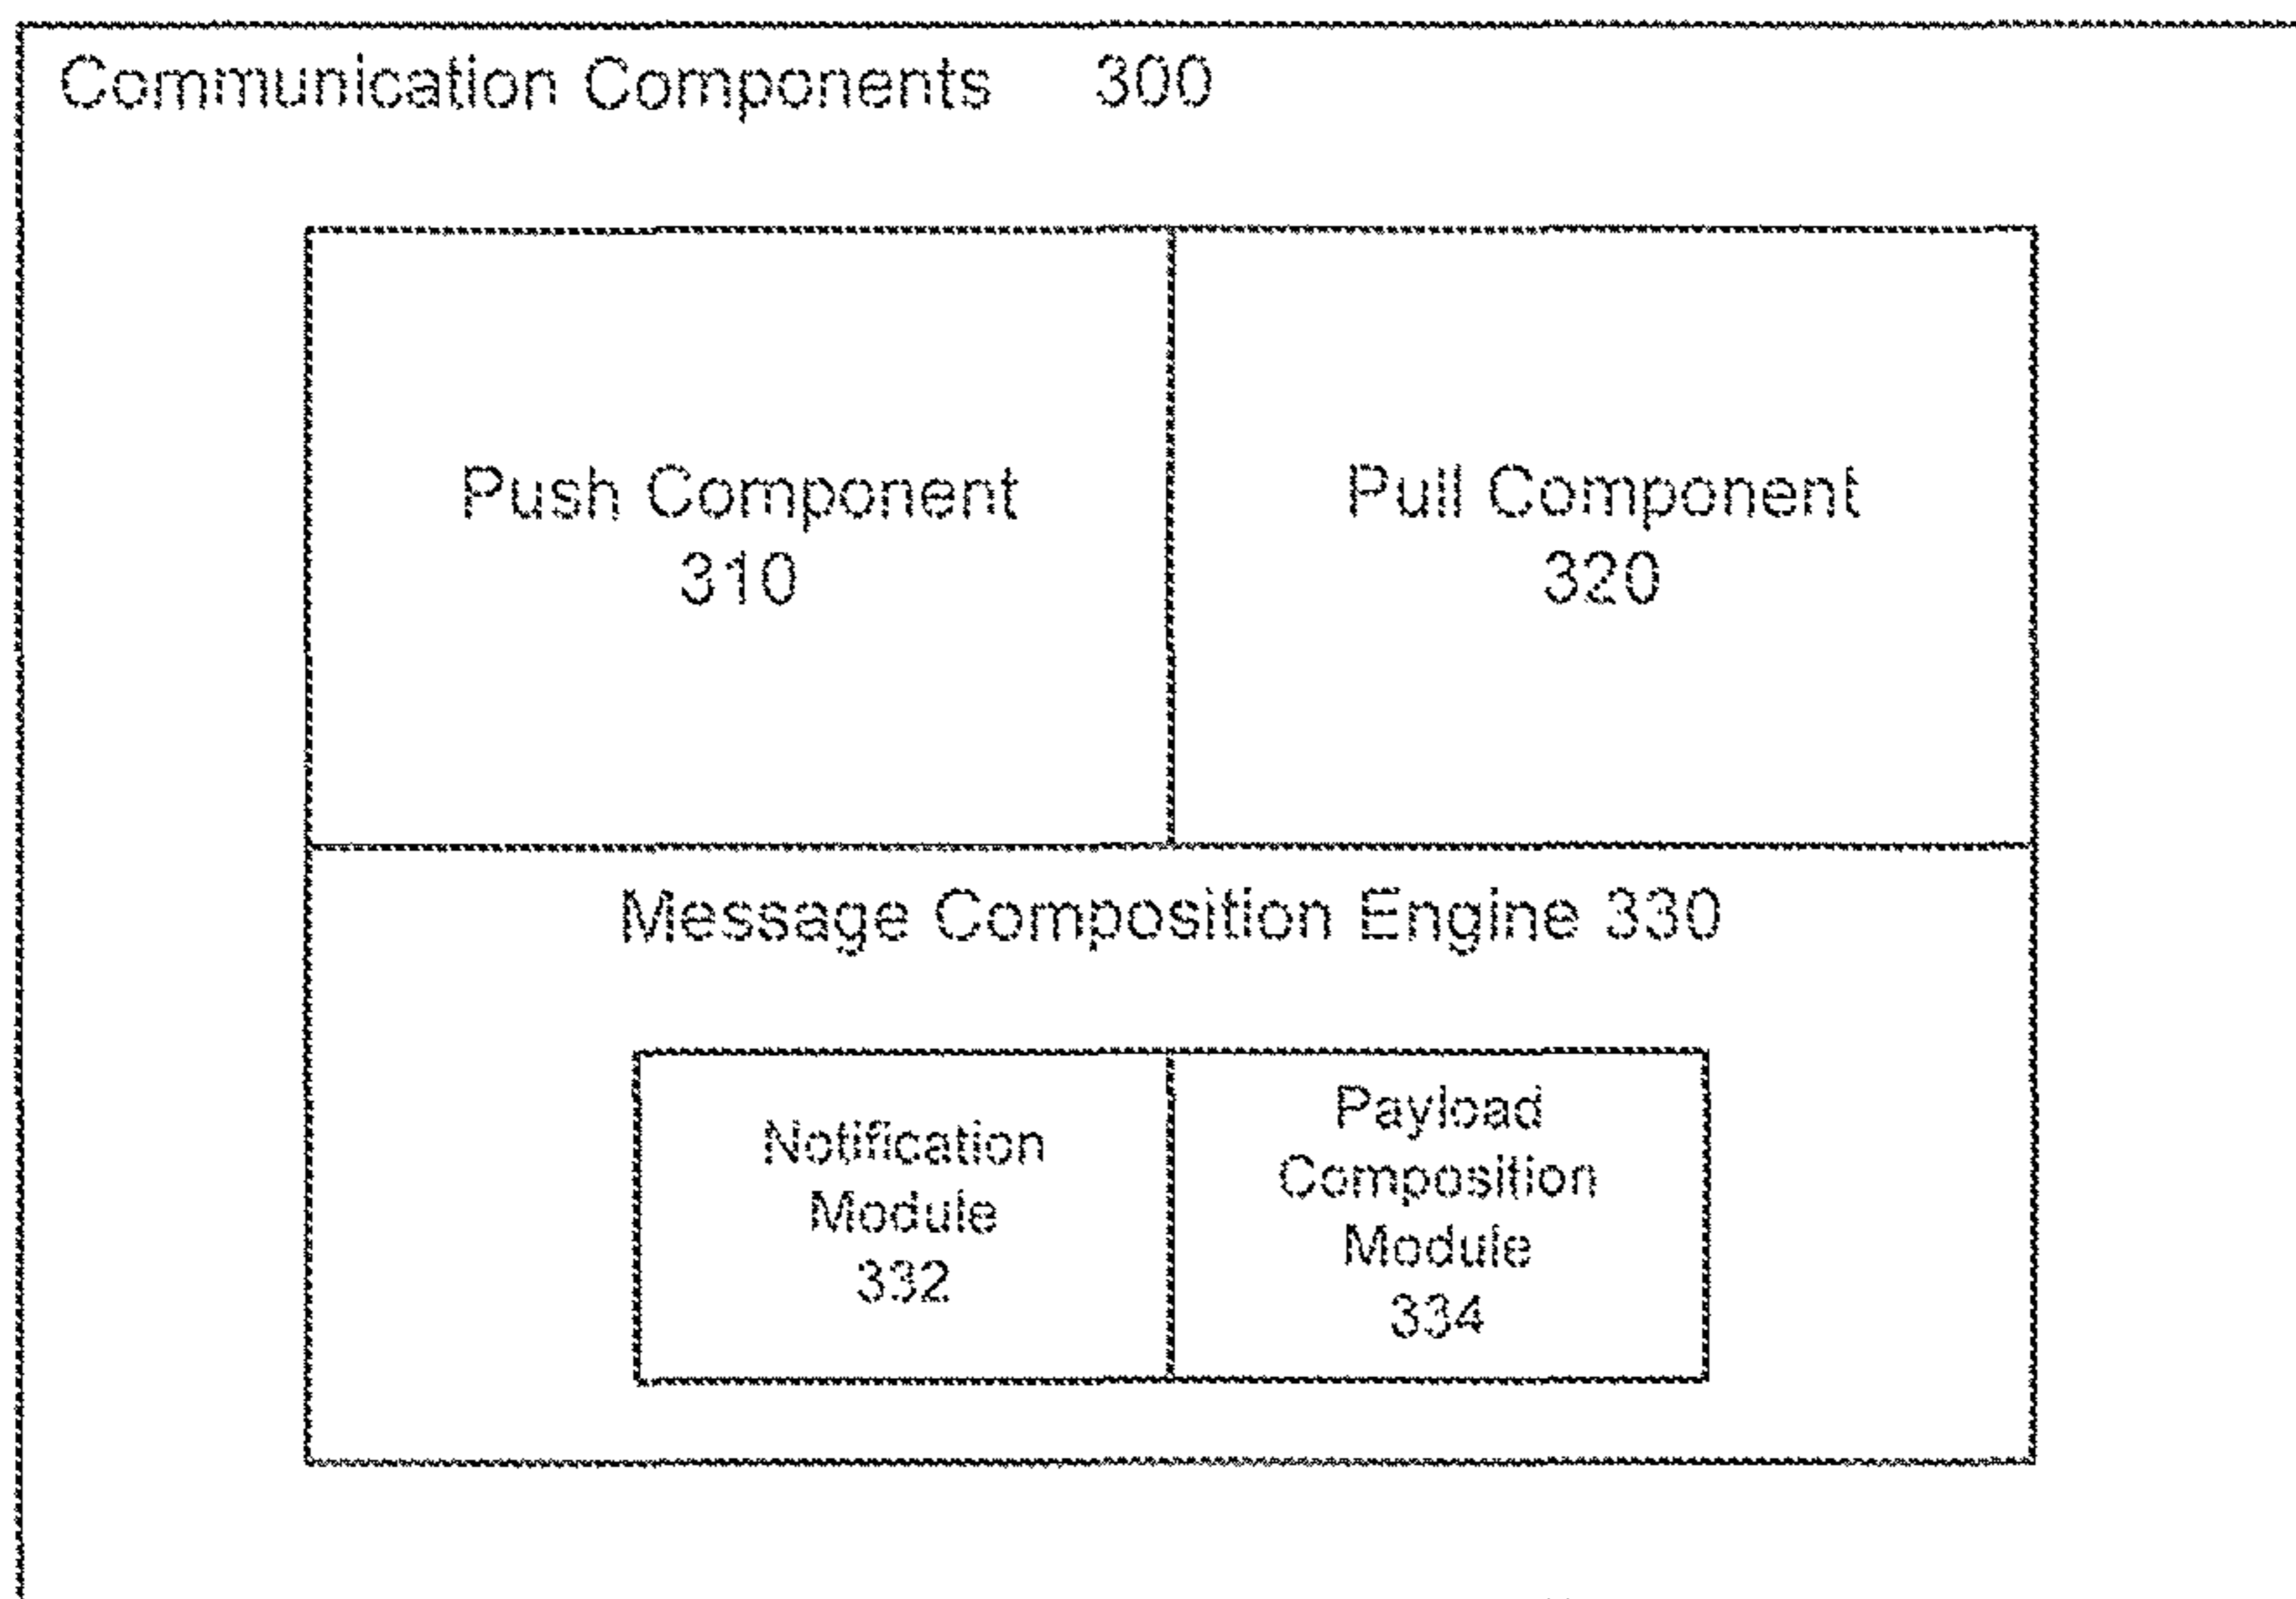 Communication Components 300
Push Component
310
Pull Component
320
Message Composition Engine 330
Notification
Module
332
Payload
Composition
Module
334